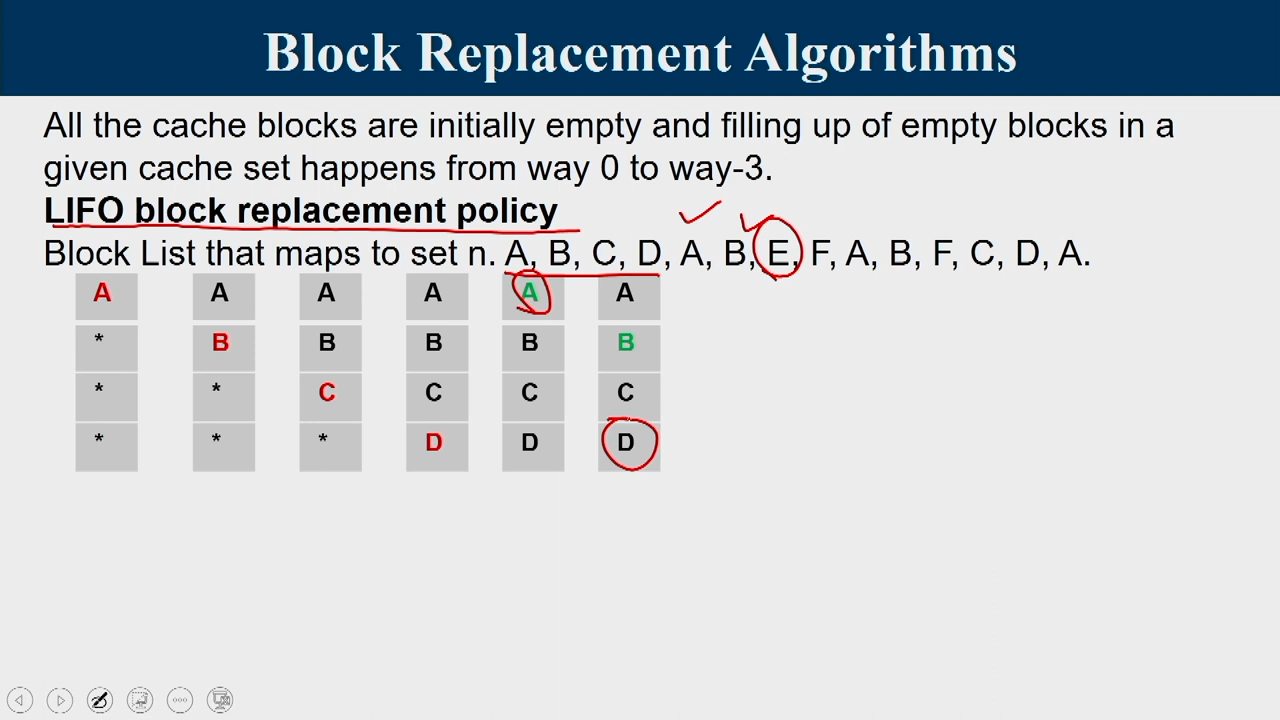 Block Replacement Algorithms
All the cache blocks are initially empty and filling up of empty blocks in a
given cache set happens from way 0 to way-3.
LIFO block replacement policy
Block List that maps to set n. A, B, C, D, A, B, E, F, A, B, F, C, D, A.
A A A A A A
* B B B B B
* * C C C C
* * * D D D